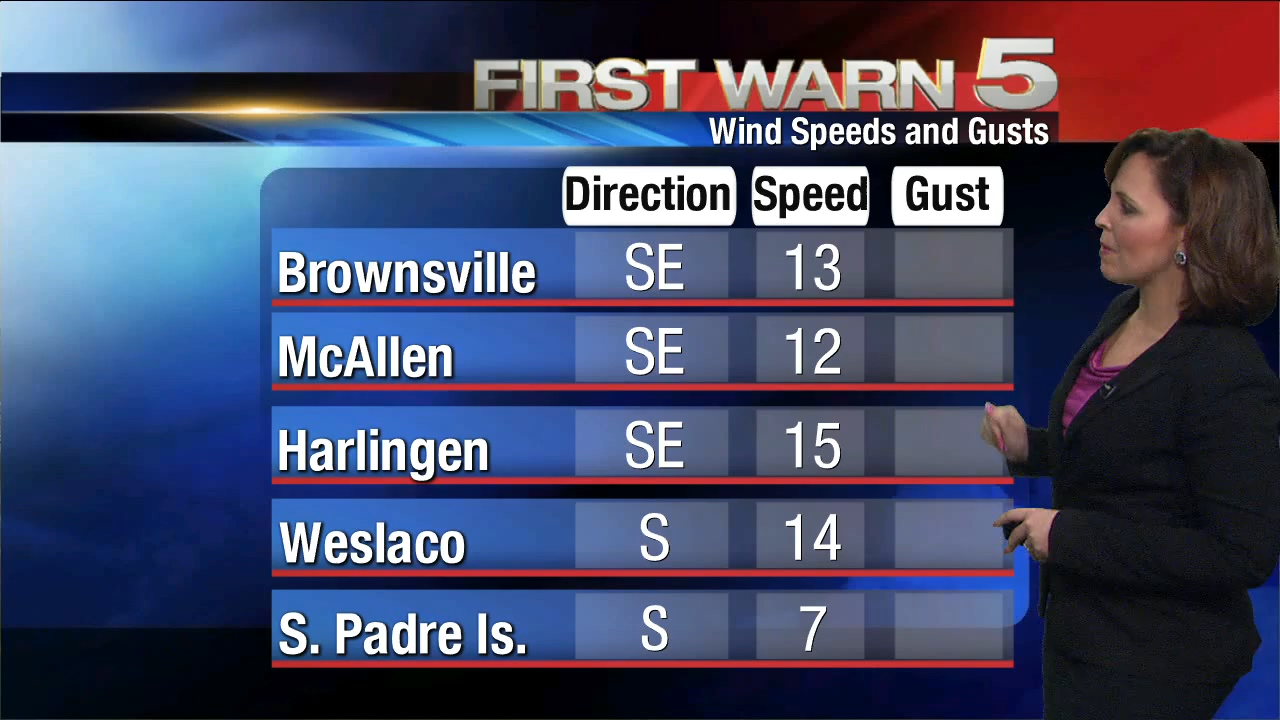 FIRST WARN 5
Wind Speeds and Gusts
Direction Speed Gust
Brownsville SE 13
McAllen SE 12
Harlingen SE 15
Weslaco S 14
S. Padre Is. S 7